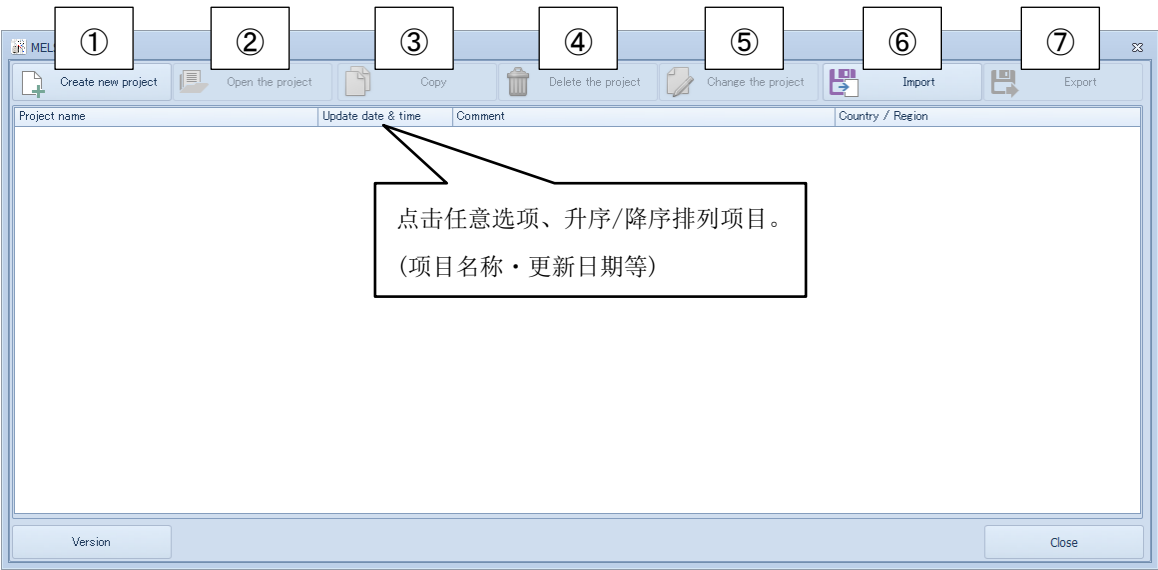 ① ② ③ ④ ⑤ ⑥ ⑦
MEL
Create new project Open the project Copy Delete the project Change the project Import Export
Project name Update date & time Comment Country / Region
点击任意选项、升序/降序排列项目。
(项目名称・更新日期等)
Version Close